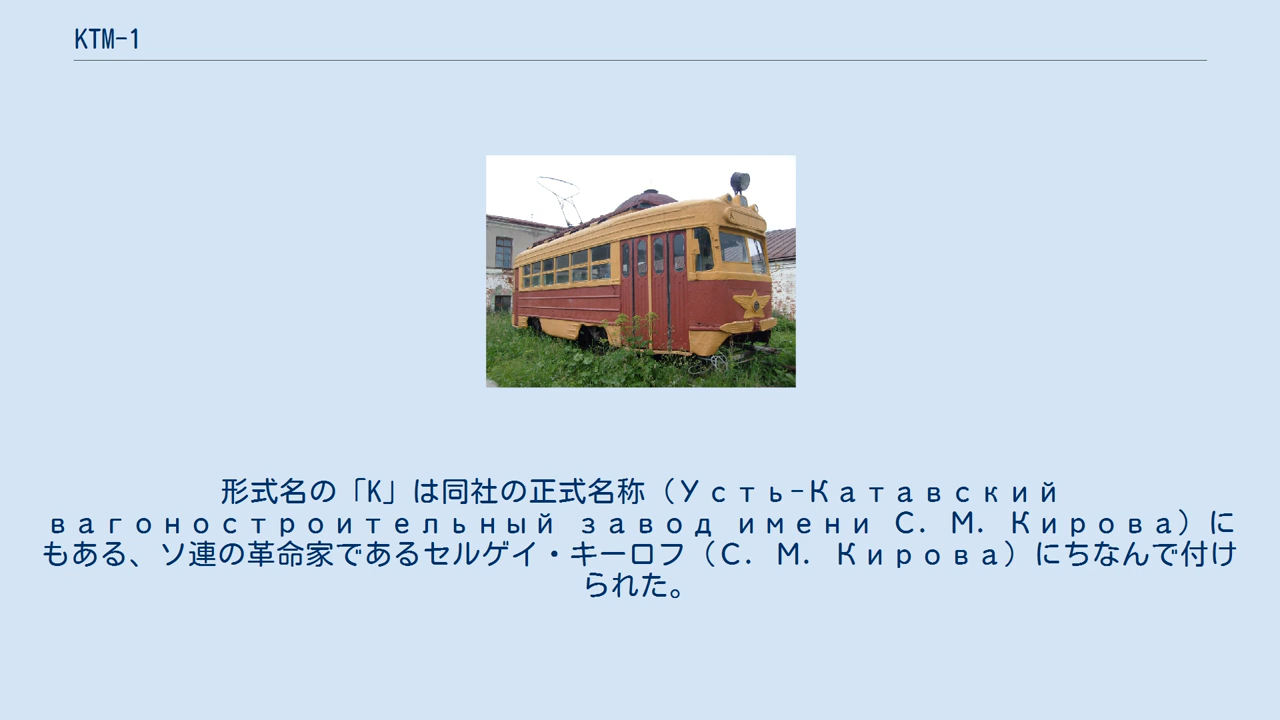 KTM-1
形式名の「K」は同社の正式名称（Усть-Катавский
вагоностроительный завод имени С. М. Кирова）に
もある、ソ連の革命家であるセルゲイ・キーロフ（С. М. Кирова）にちなんで付け
られた。